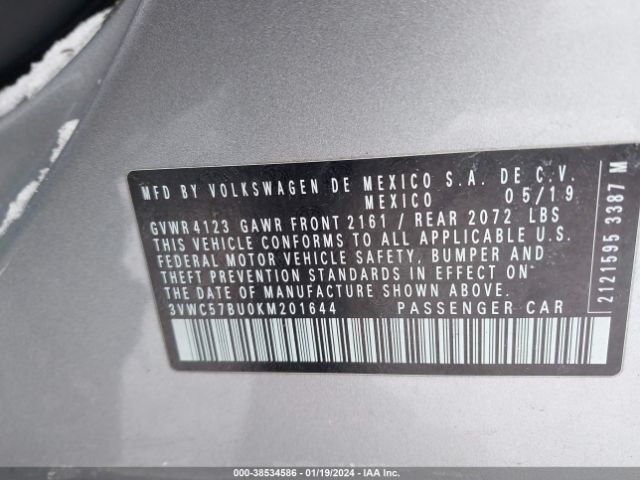 MFD BY VOLKSWAGEN DE MEXICO S.A. DE C.V.
MEXICO 05/19
GVWR 4123 GAWR FRONT 2161 / REAR 2072 LBS
THIS VEHICLE CONFORMS TO ALL APPLICABLE U.S.
FEDERAL MOTOR VEHICLE SAFETY, BUMPER AND
THEFT PREVENTION STANDARDS IN EFFECT ON
THE DATE OF MANUFACTURE SHOWN ABOVE.
3VWC57BU0KM201644 PASSENGER CAR
2121595 3387 M
000-38534586 - 01/19/2024 - IAA Inc.